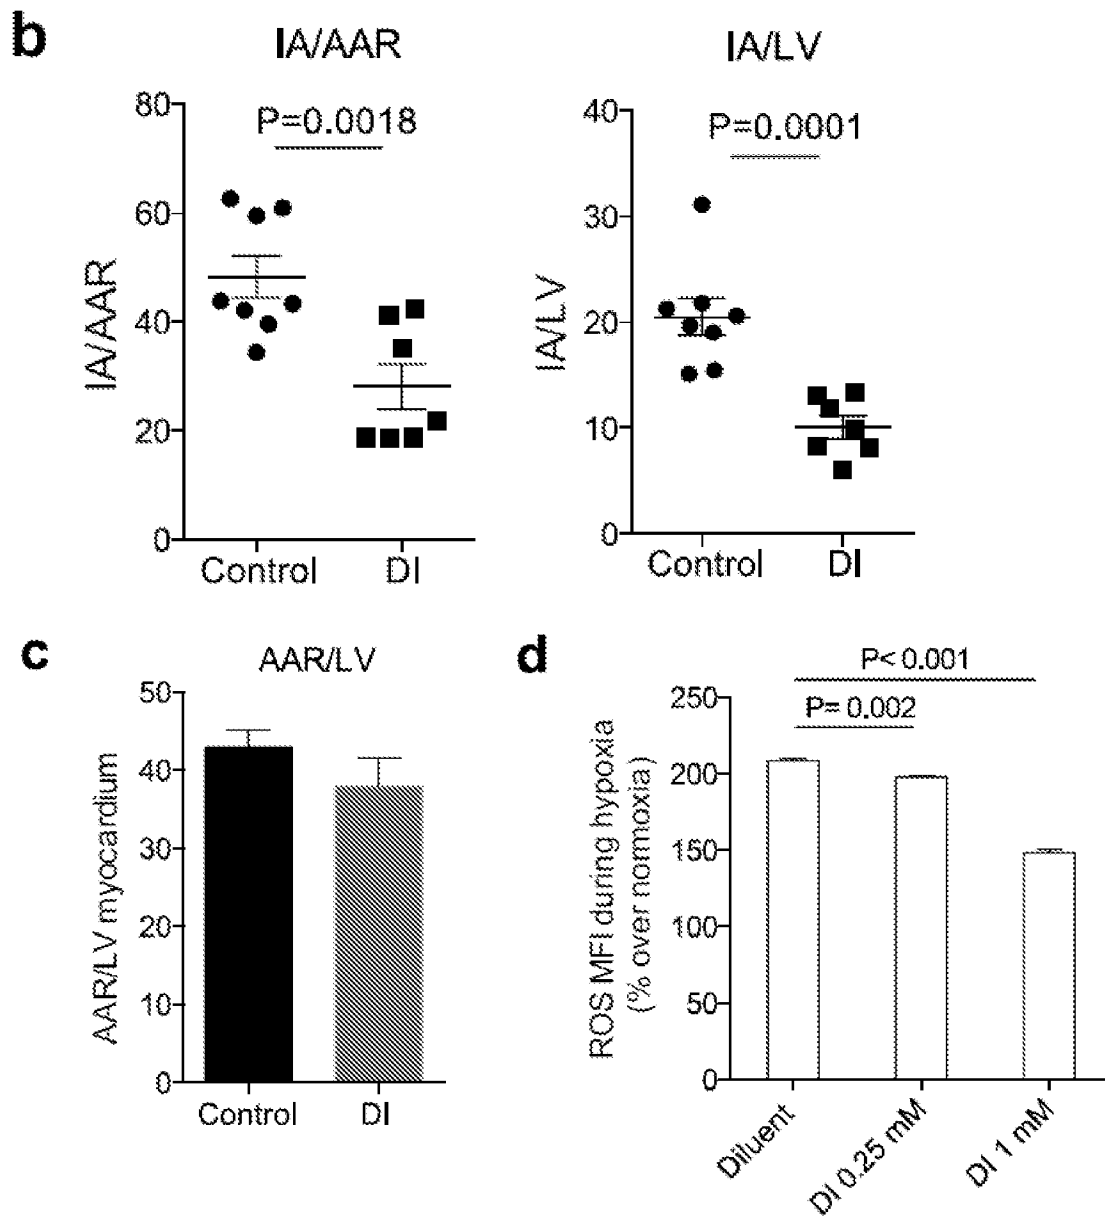 b
IA/AAR
P=0.0018
80
60
40
20
0
IA/AAR
Control DI
IA/LV
P=0.0001
40
30
20
10
0
IA/LV
Control DI
c
AAR/LV
50
40
30
20
10
0
AAR/LV myocardium
Control DI
d
P< 0.001
P= 0.002
250
200
150
100
50
0
ROS MFI during hypoxia
(% over normoxia)
Diluent
DI 0.25 mM
DI 1 mM